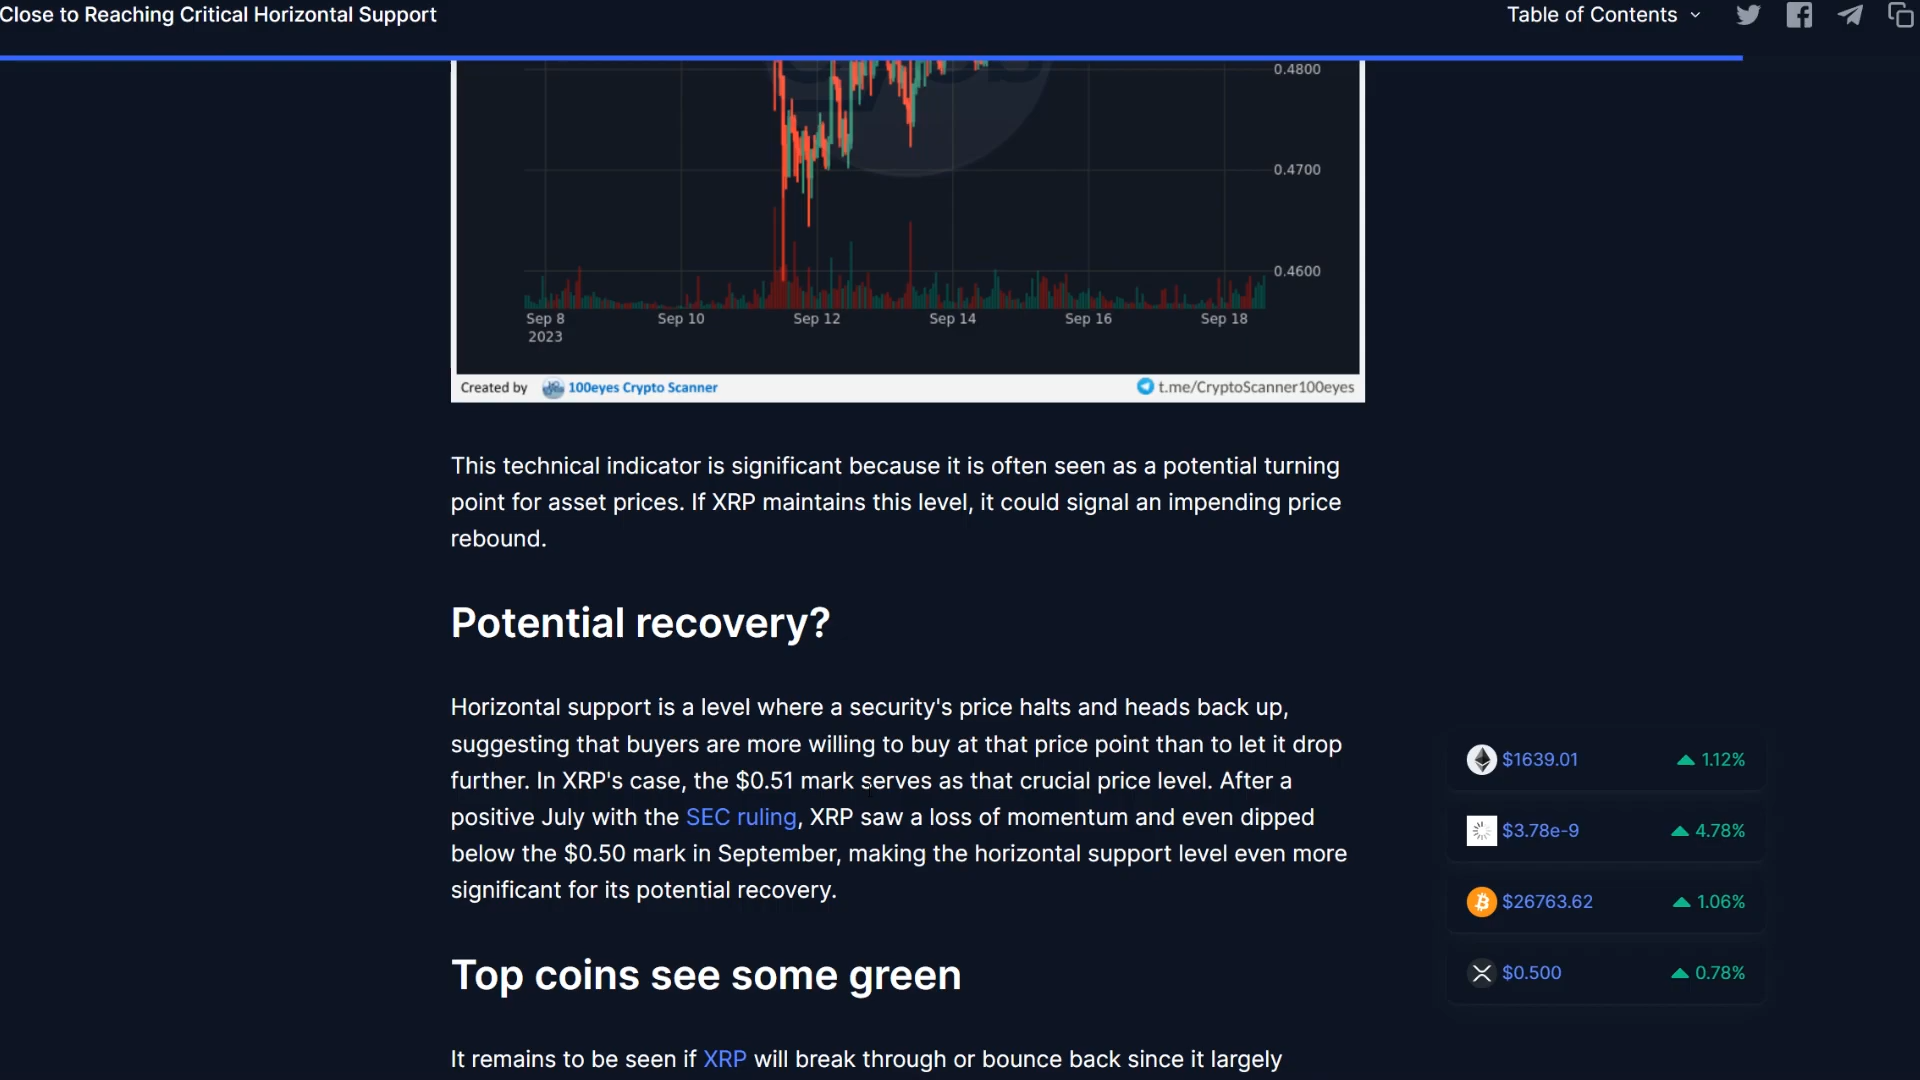 Close to Reaching Critical Horizontal Support
Table of Contents
0.4800
0.4700
0.4600
Sep 8
2023
Sep 10
Sep 12
Sep 14
Sep 16
Sep 18
Created by 100eyes Crypto Scanner
t.me/CryptoScanner100eyes
This technical indicator is significant because it is often seen as a potential turning
point for asset prices. If XRP maintains this level, it could signal an impending price
rebound.
Potential recovery?
Horizontal support is a level where a security's price halts and heads back up,
suggesting that buyers are more willing to buy at that price point than to let it drop
further. In XRP's case, the $0.51 mark serves as that crucial price level. After a
positive July with the SEC ruling, XRP saw a loss of momentum and even dipped
below the $0.50 mark in September, making the horizontal support level even more
significant for its potential recovery.
Top coins see some green
It remains to be seen if XRP will break through or bounce back since it largely
$1639.01 1.12%
$3.78e-9 4.78%
$26763.62 1.06%
$0.500 0.78%